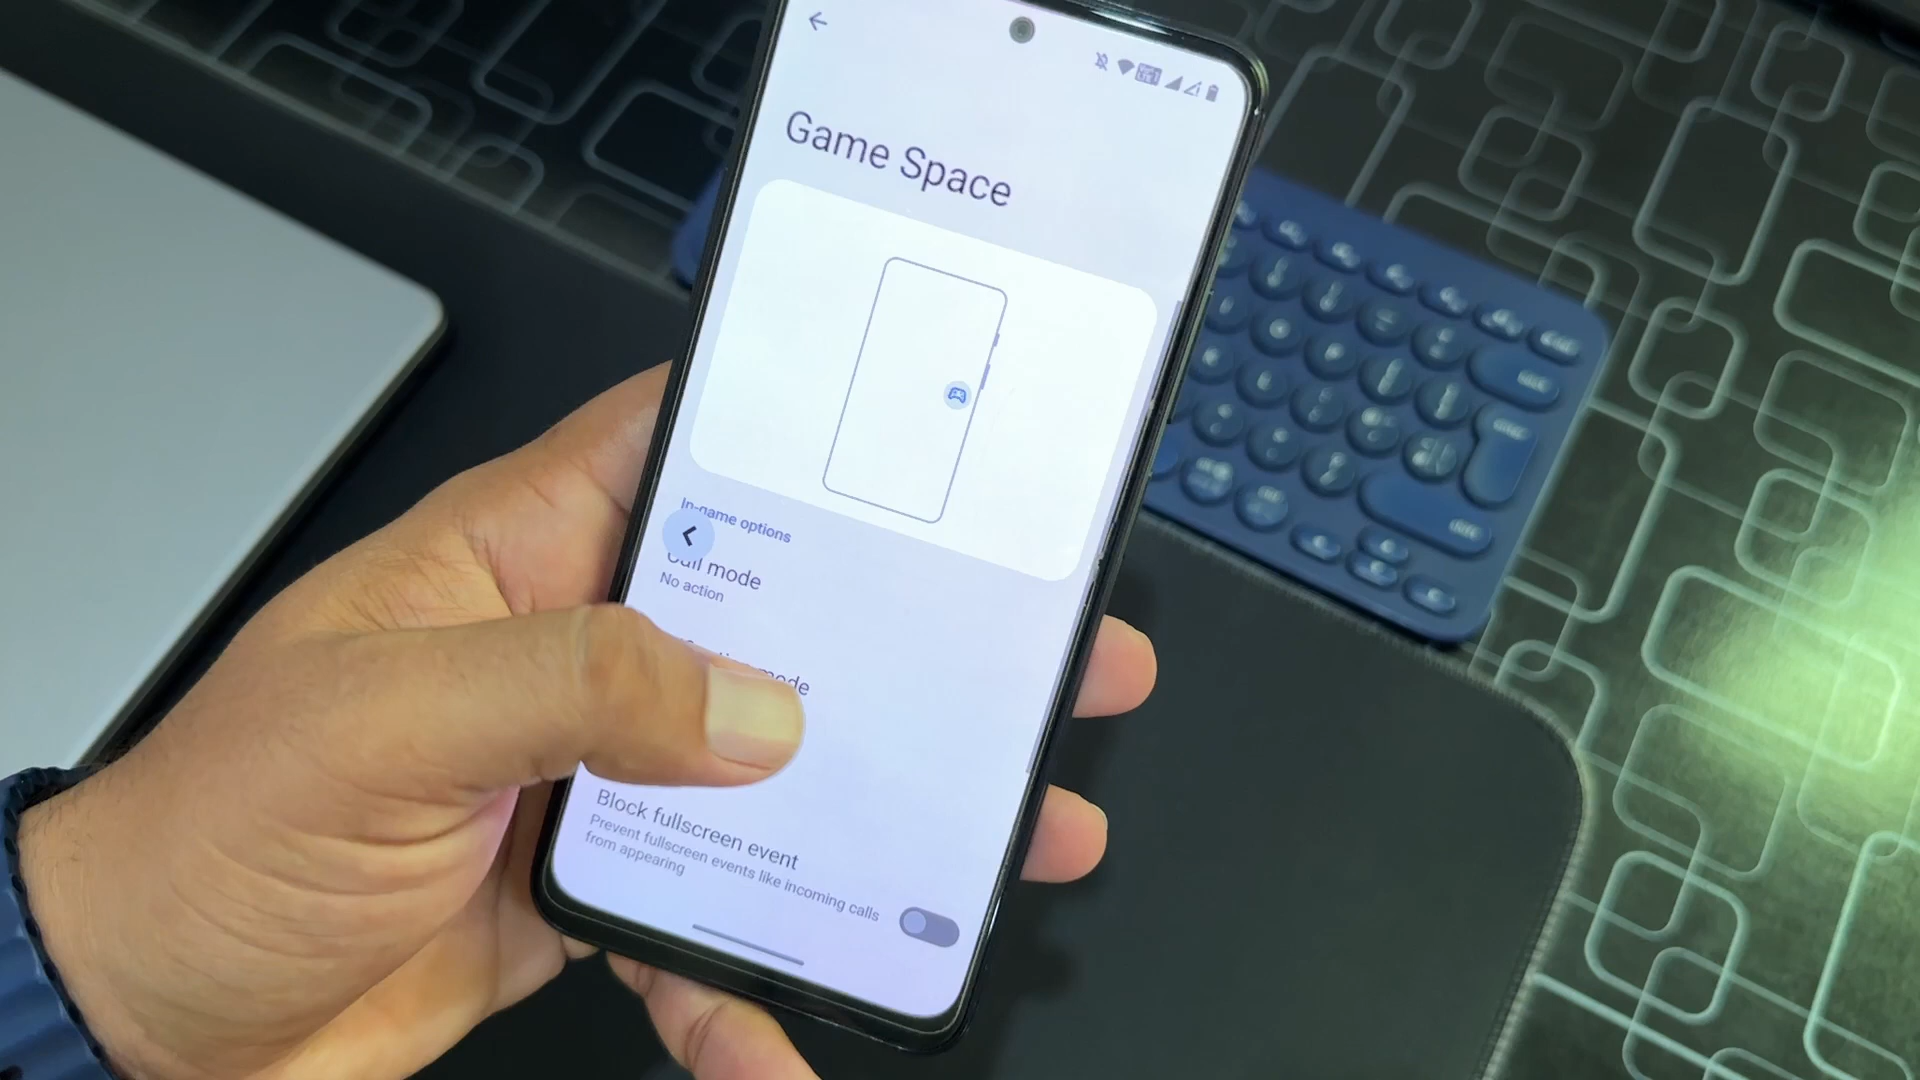 Game Space
In-game options
Call mode
No action
mode
Block fullscreen event
Prevent fullscreen events like incoming calls
from appearing